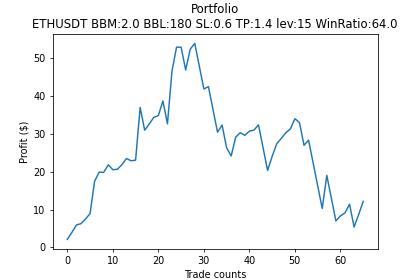 Portfolio
ETHUSDT BBM:2.0 BBL:180 SL:0.6 TP:1.4 lev:15 WinRatio:64.0
Profit ($)
50
40
30
20
10
0
0 10 20 30 40 50 60
Trade counts